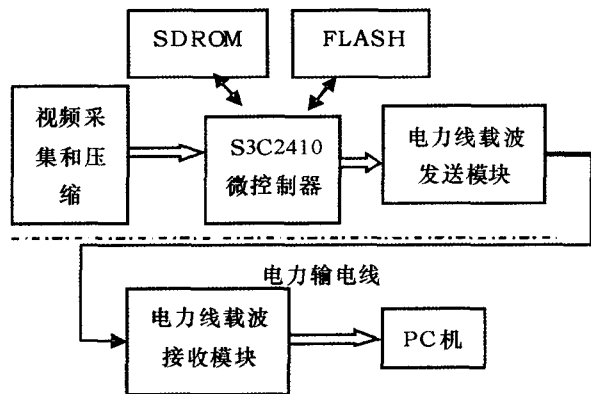 SDROM
FLASH
视频采
集和压
缩
S3C2410
微控制器
电力线载波
发送模块
电力输电线
电力线载波
接收模块
PC机